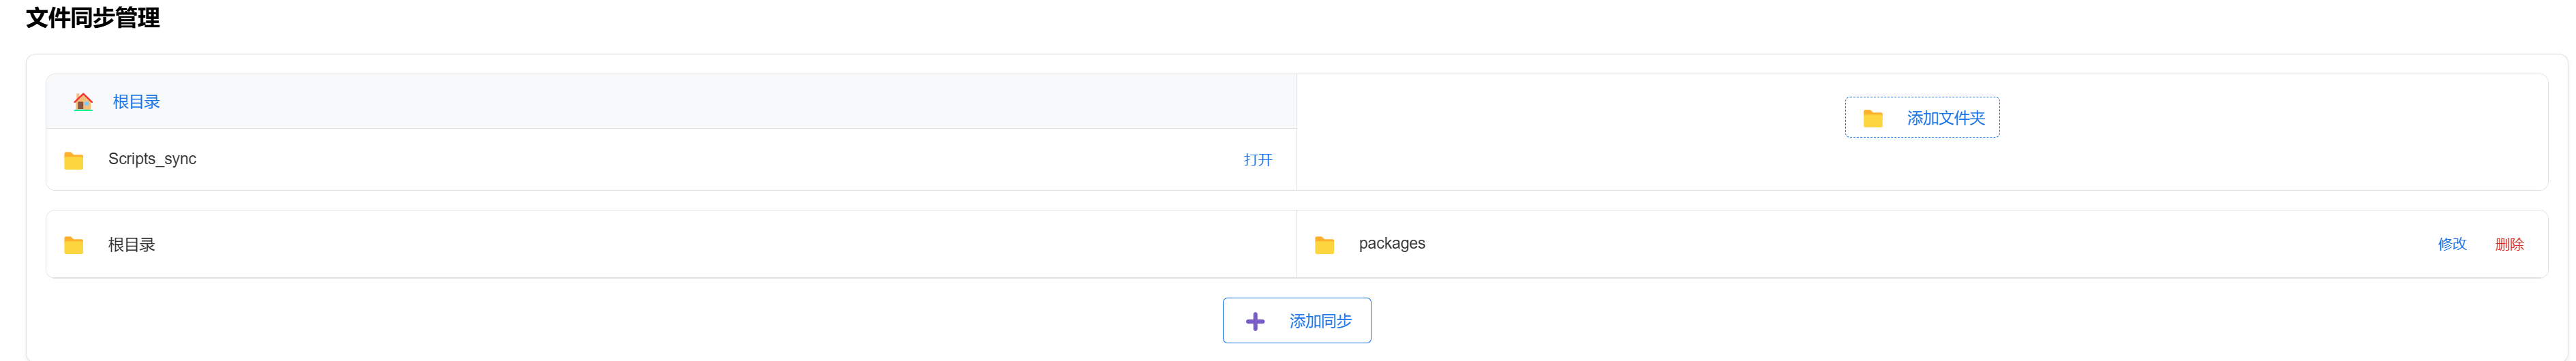 文件同步管理
根目录
添加文件夹
Scripts_sync 打开
根目录 packages 修改 删除
添加同步